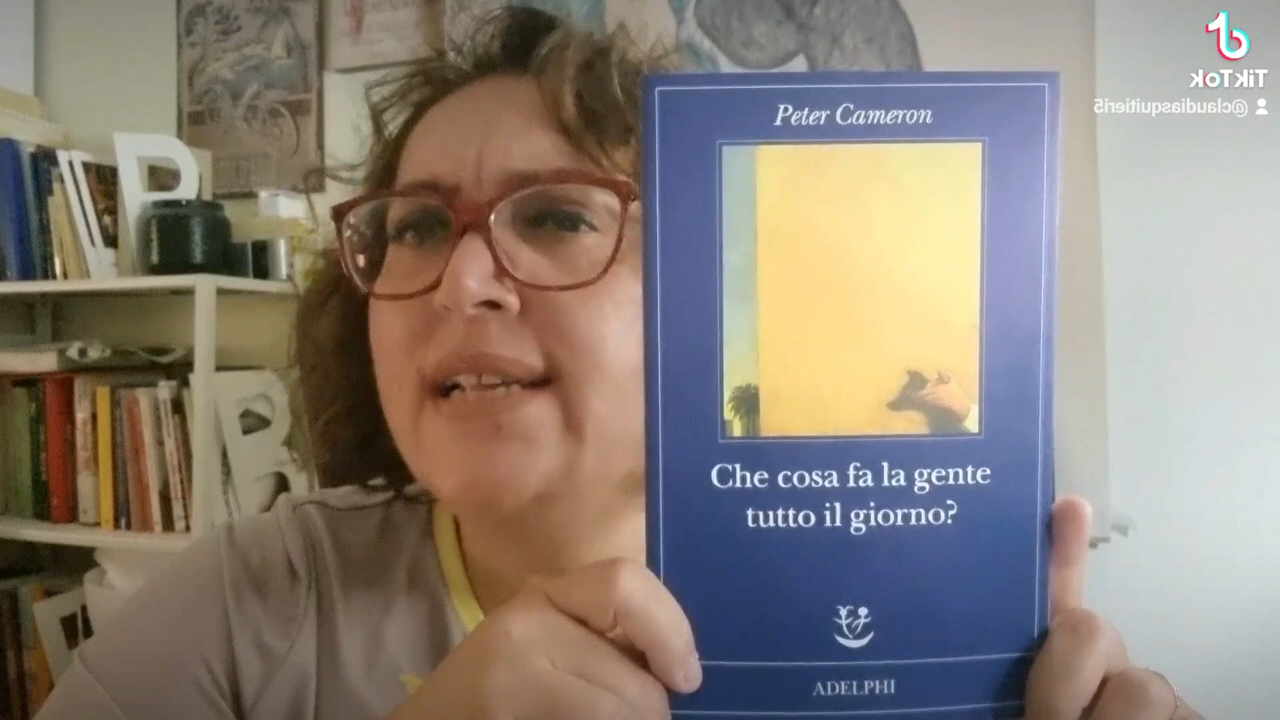 TikTok
@claudiasquitieri5
Peter Cameron
Che cosa fa la gente
tutto il giorno?
ADELPHI
P
B